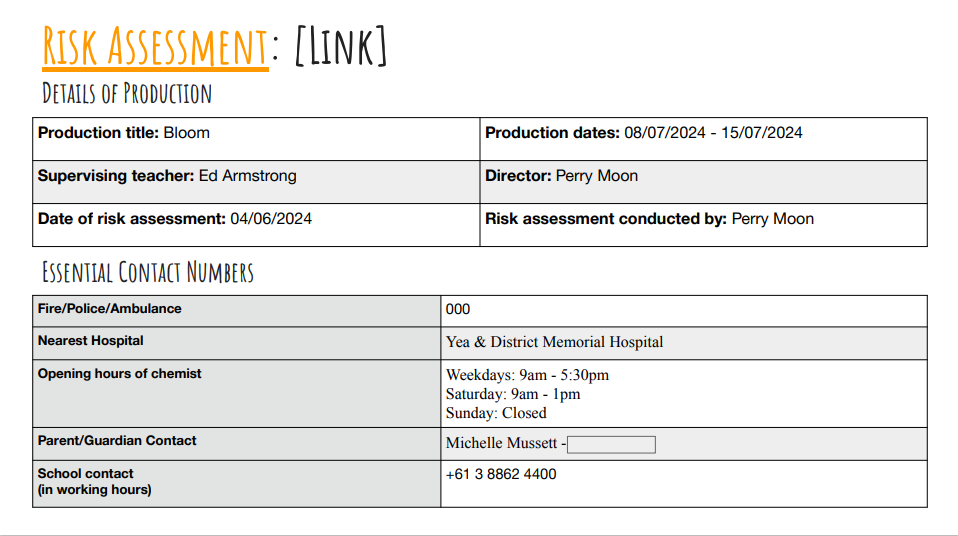 Risk Assessment: [Link]
Details of Production
Production title: Bloom
Production dates: 08/07/2024 - 15/07/2024
Supervising teacher: Ed Armstrong
Director: Perry Moon
Date of risk assessment: 04/06/2024
Risk assessment conducted by: Perry Moon
Essential Contact Numbers
Fire/Police/Ambulance
000
Nearest Hospital
Yea & District Memorial Hospital
Opening hours of chemist
Weekdays: 9am - 5:30pm
Saturday: 9am - 1pm
Sunday: Closed
Parent/Guardian Contact
Michelle Mussett -
School contact
(in working hours)
+61 3 8862 4400